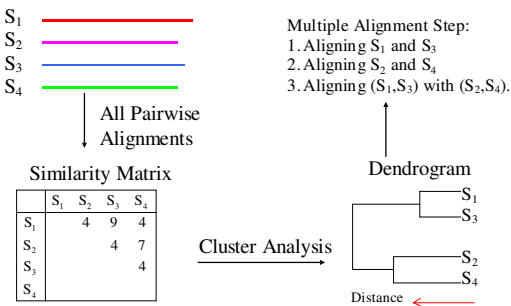 S1
S2
S3
S4
All Pairwise
Alignments
Similarity Matrix
S1 S2 S3 S4
S1 4 9 4
S2 4 7
S3 4
S4
Cluster Analysis
Multiple Alignment Step:
1. Aligning S1 and S3
2. Aligning S2 and S4
3. Aligning (S1,S3) with (S2,S4).
Dendrogram
S1
S3
S2
S4
Distance